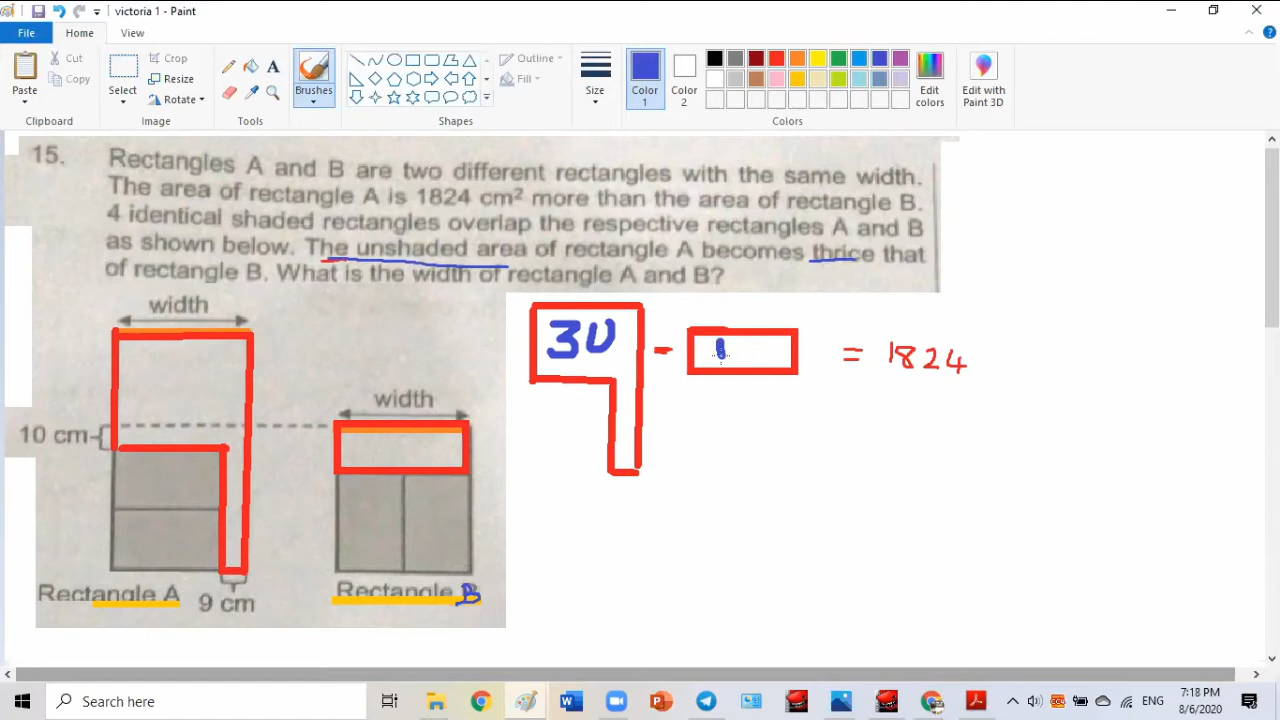 victoria 1 - Paint
File
Home
View
Paste
Cut
Copy
Clipboard
Select
Crop
Resize
Rotate
Image
Tools
Brushes
Outline
Fill
Shapes
Size
Color 1
Color 2
Edit colors
Edit with Paint 3D
Colors
15. Rectangles A and B are two different rectangles with the same width.
The area of rectangle A is 1824 cm² more than the area of rectangle B.
4 identical shaded rectangles overlap the respective rectangles A and B
as shown below. The unshaded area of rectangle A becomes thrice that
of rectangle B. What is the width of rectangle A and B?
width
3U - 1 = 1824
width
10 cm
Rectangle A
9 cm
Rectangle B
Type here to search
ENG
7:18 PM
8/6/2020